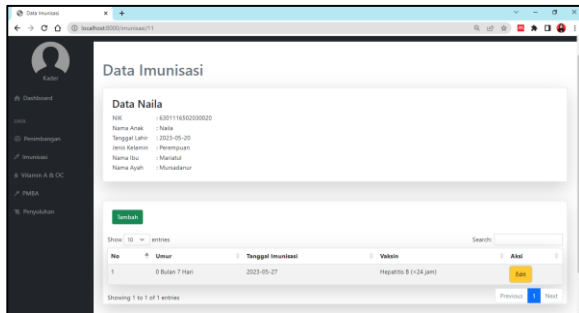 Data Imunisasi
localhost:8000/imunisasi/11
Kader
Dashboard
DATA
Penimbangan
Imunisasi
Vitamin A & OC
PMBA
Penyuluhan
Data Imunisasi
Data Naila
NIK : 6301116502030020
Nama Anak : Naila
Tanggal Lahir : 2023-05-20
Jenis Kelamin : Perempuan
Nama Ibu : Mariatul
Nama Ayah : Mursadanur
Tambah
Show 10 entries
Search:
No Umur Tanggal Imunisasi Vaksin Aksi
1 0 Bulan 7 Hari 2023-05-27 Hepatitis B (<24 jam) Edit
Showing 1 to 1 of 1 entries
Previous 1 Next